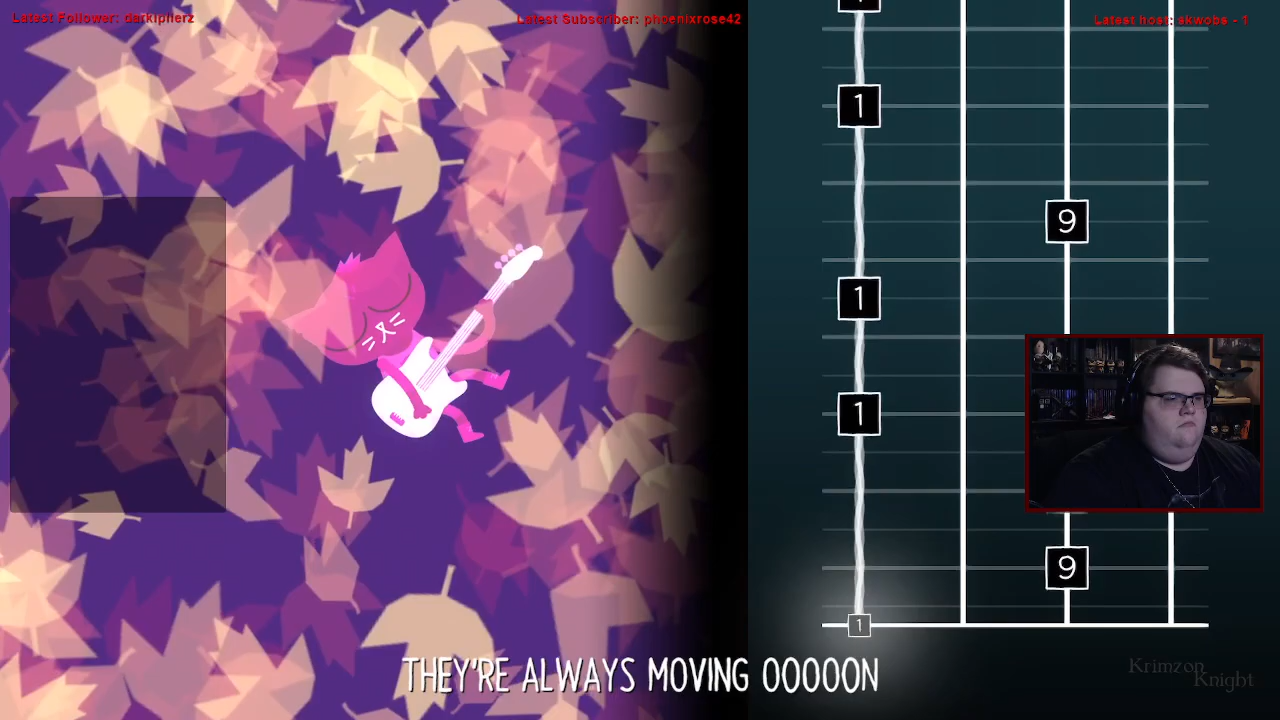 Latest Follower: darkipherz
Latest Subscriber: phoenixrose42
Latest host: skwobs - 1
1
1
9
1
1
9
1
THEY'RE ALWAYS MOVING OOOOON
Krimzon
Knight